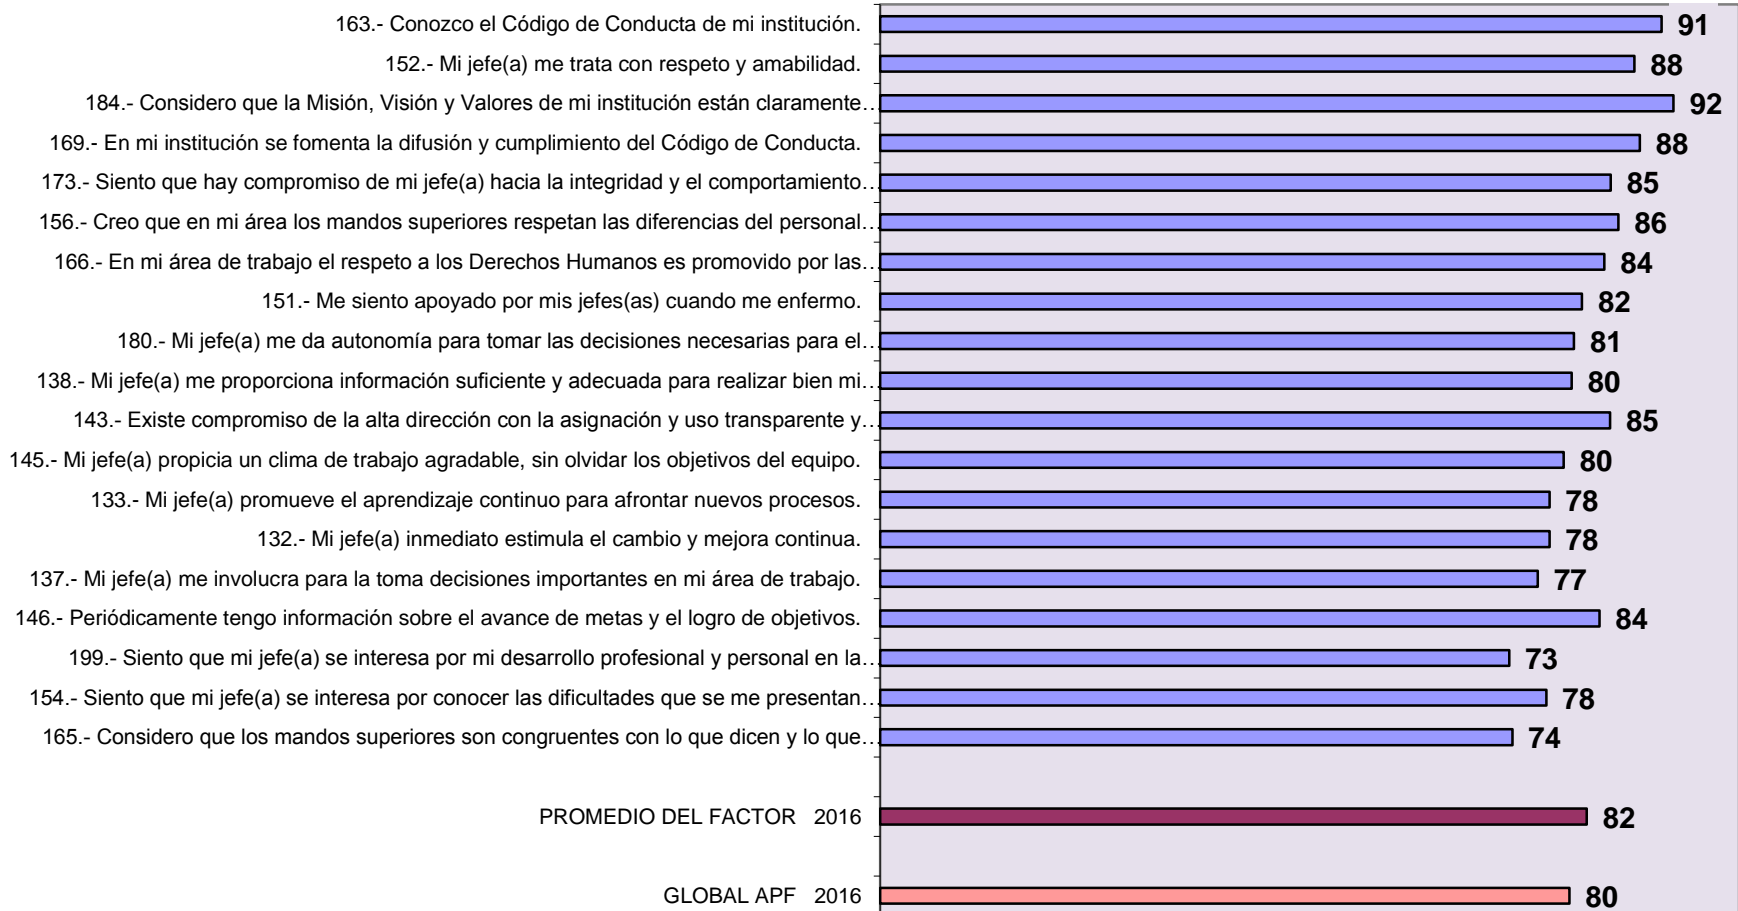 163.- Conozco el Código de Conducta de mi institución. 91
152.- Mi jefe(a) me trata con respeto y amabilidad. 88
184.- Considero que la Misión, Visión y Valores de mi institución están claramente… 92
169.- En mi institución se fomenta la difusión y cumplimiento del Código de Conducta. 88
173.- Siento que hay compromiso de mi jefe(a) hacia la integridad y el comportamiento… 85
156.- Creo que en mi área los mandos superiores respetan las diferencias del personal… 86
166.- En mi área de trabajo el respeto a los Derechos Humanos es promovido por las… 84
151.- Me siento apoyado por mis jefes(as) cuando me enfermo. 82
180.- Mi jefe(a) me da autonomía para tomar las decisiones necesarias para el… 81
138.- Mi jefe(a) me proporciona información suficiente y adecuada para realizar bien mi… 80
143.- Existe compromiso de la alta dirección con la asignación y uso transparente y… 85
145.- Mi jefe(a) propicia un clima de trabajo agradable, sin olvidar los objetivos del equipo. 80
133.- Mi jefe(a) promueve el aprendizaje continuo para afrontar nuevos procesos. 78
132.- Mi jefe(a) inmediato estimula el cambio y mejora continua. 78
137.- Mi jefe(a) me involucra para la toma decisiones importantes en mi área de trabajo. 77
146.- Periódicamente tengo información sobre el avance de metas y el logro de objetivos. 84
199.- Siento que mi jefe(a) se interesa por mi desarrollo profesional y personal en la… 73
154.- Siento que mi jefe(a) se interesa por conocer las dificultades que se me presentan… 78
165.- Considero que los mandos superiores son congruentes con lo que dicen y lo que… 74
PROMEDIO DEL FACTOR 2016 82
GLOBAL APF 2016 80